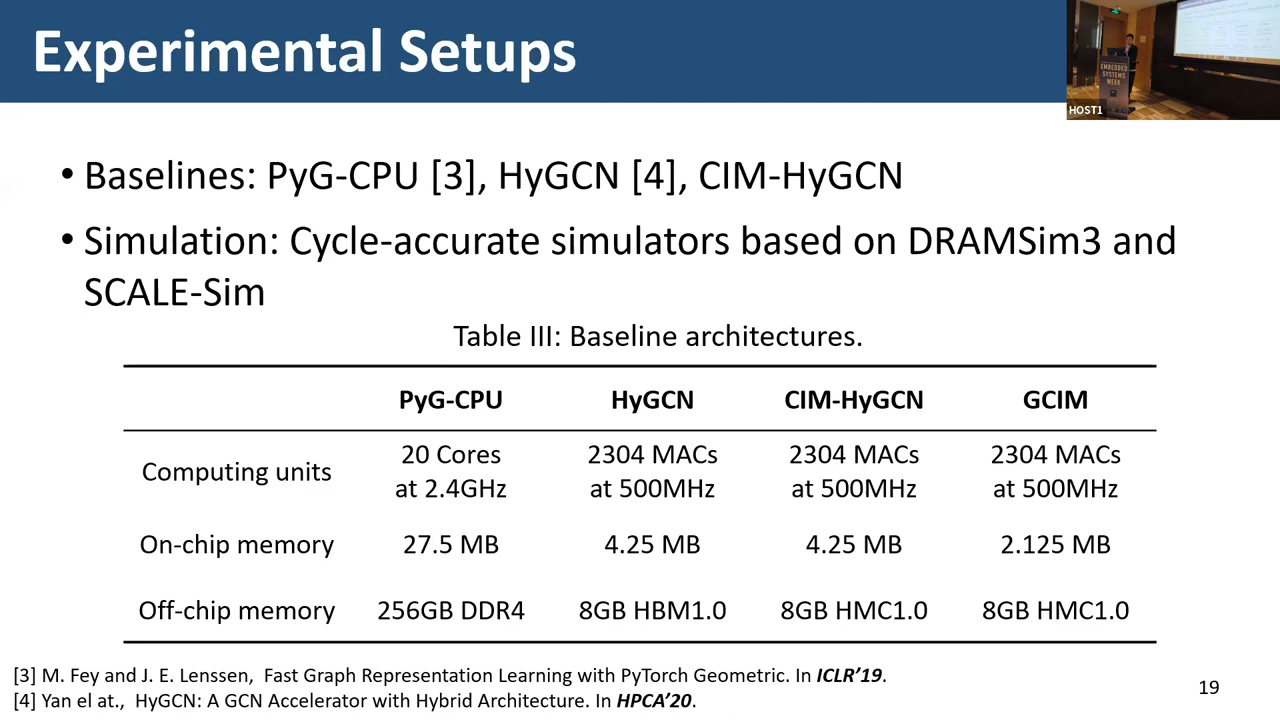 Experimental Setups
HOST1
EMBEDDED
SYSTEMS
WEEK
• Baselines: PyG-CPU [3], HyGCN [4], CIM-HyGCN
• Simulation: Cycle-accurate simulators based on DRAMSim3 and
SCALE-Sim
Table III: Baseline architectures.
PyG-CPU HyGCN CIM-HyGCN GCIM
Computing units 20 Cores at 2.4GHz 2304 MACs at 500MHz 2304 MACs at 500MHz 2304 MACs at 500MHz
On-chip memory 27.5 MB 4.25 MB 4.25 MB 2.125 MB
Off-chip memory 256GB DDR4 8GB HBM1.0 8GB HMC1.0 8GB HMC1.0
[3] M. Fey and J. E. Lenssen, Fast Graph Representation Learning with PyTorch Geometric. In ICLR’19.
[4] Yan el at., HyGCN: A GCN Accelerator with Hybrid Architecture. In HPCA’20.
19